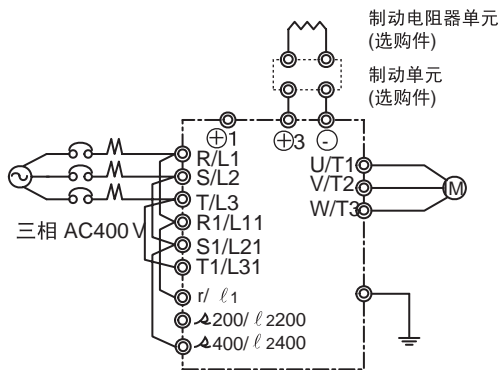 制动电阻器单元
(选购件)
制动单元
(选购件)
⊕1
⊕3
⊖
R/L1
S/L2
T/L3
R1/L11
S1/L21
T1/L31
r/ ℓ1
200/ ℓ2200
400/ ℓ2400
U/T1
V/T2
W/T3
M
三相 AC400 V